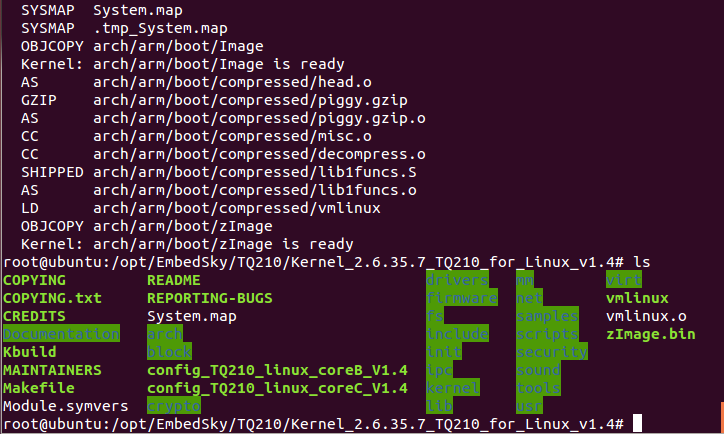 SYSMAP  System.map
SYSMAP  .tmp_System.map
OBJCOPY arch/arm/boot/Image
Kernel: arch/arm/boot/Image is ready
AS      arch/arm/boot/compressed/head.o
GZIP    arch/arm/boot/compressed/piggy.gzip
AS      arch/arm/boot/compressed/piggy.gzip.o
CC      arch/arm/boot/compressed/misc.o
CC      arch/arm/boot/compressed/decompress.o
SHIPPED arch/arm/boot/compressed/lib1funcs.S
AS      arch/arm/boot/compressed/lib1funcs.o
LD      arch/arm/boot/compressed/vmlinux
OBJCOPY arch/arm/boot/zImage
Kernel: arch/arm/boot/zImage is ready
root@ubuntu:/opt/EmbedSky/TQ210/Kernel_2.6.35.7_TQ210_for_Linux_v1.4# ls
COPYING         README                         drivers   mm        virt
COPYING.txt     REPORTING-BUGS                 firmware  net       vmlinux
CREDITS         System.map                     fs        samples   vmlinux.o
Documentation   arch                           include   scripts   zImage.bin
Kbuild          block                          init      security
MAINTAINERS     config_TQ210_linux_coreB_V1.4  ipc       sound
Makefile        config_TQ210_linux_coreC_V1.4  kernel    tools
Module.symvers  crypto                         lib       usr
root@ubuntu:/opt/EmbedSky/TQ210/Kernel_2.6.35.7_TQ210_for_Linux_v1.4#